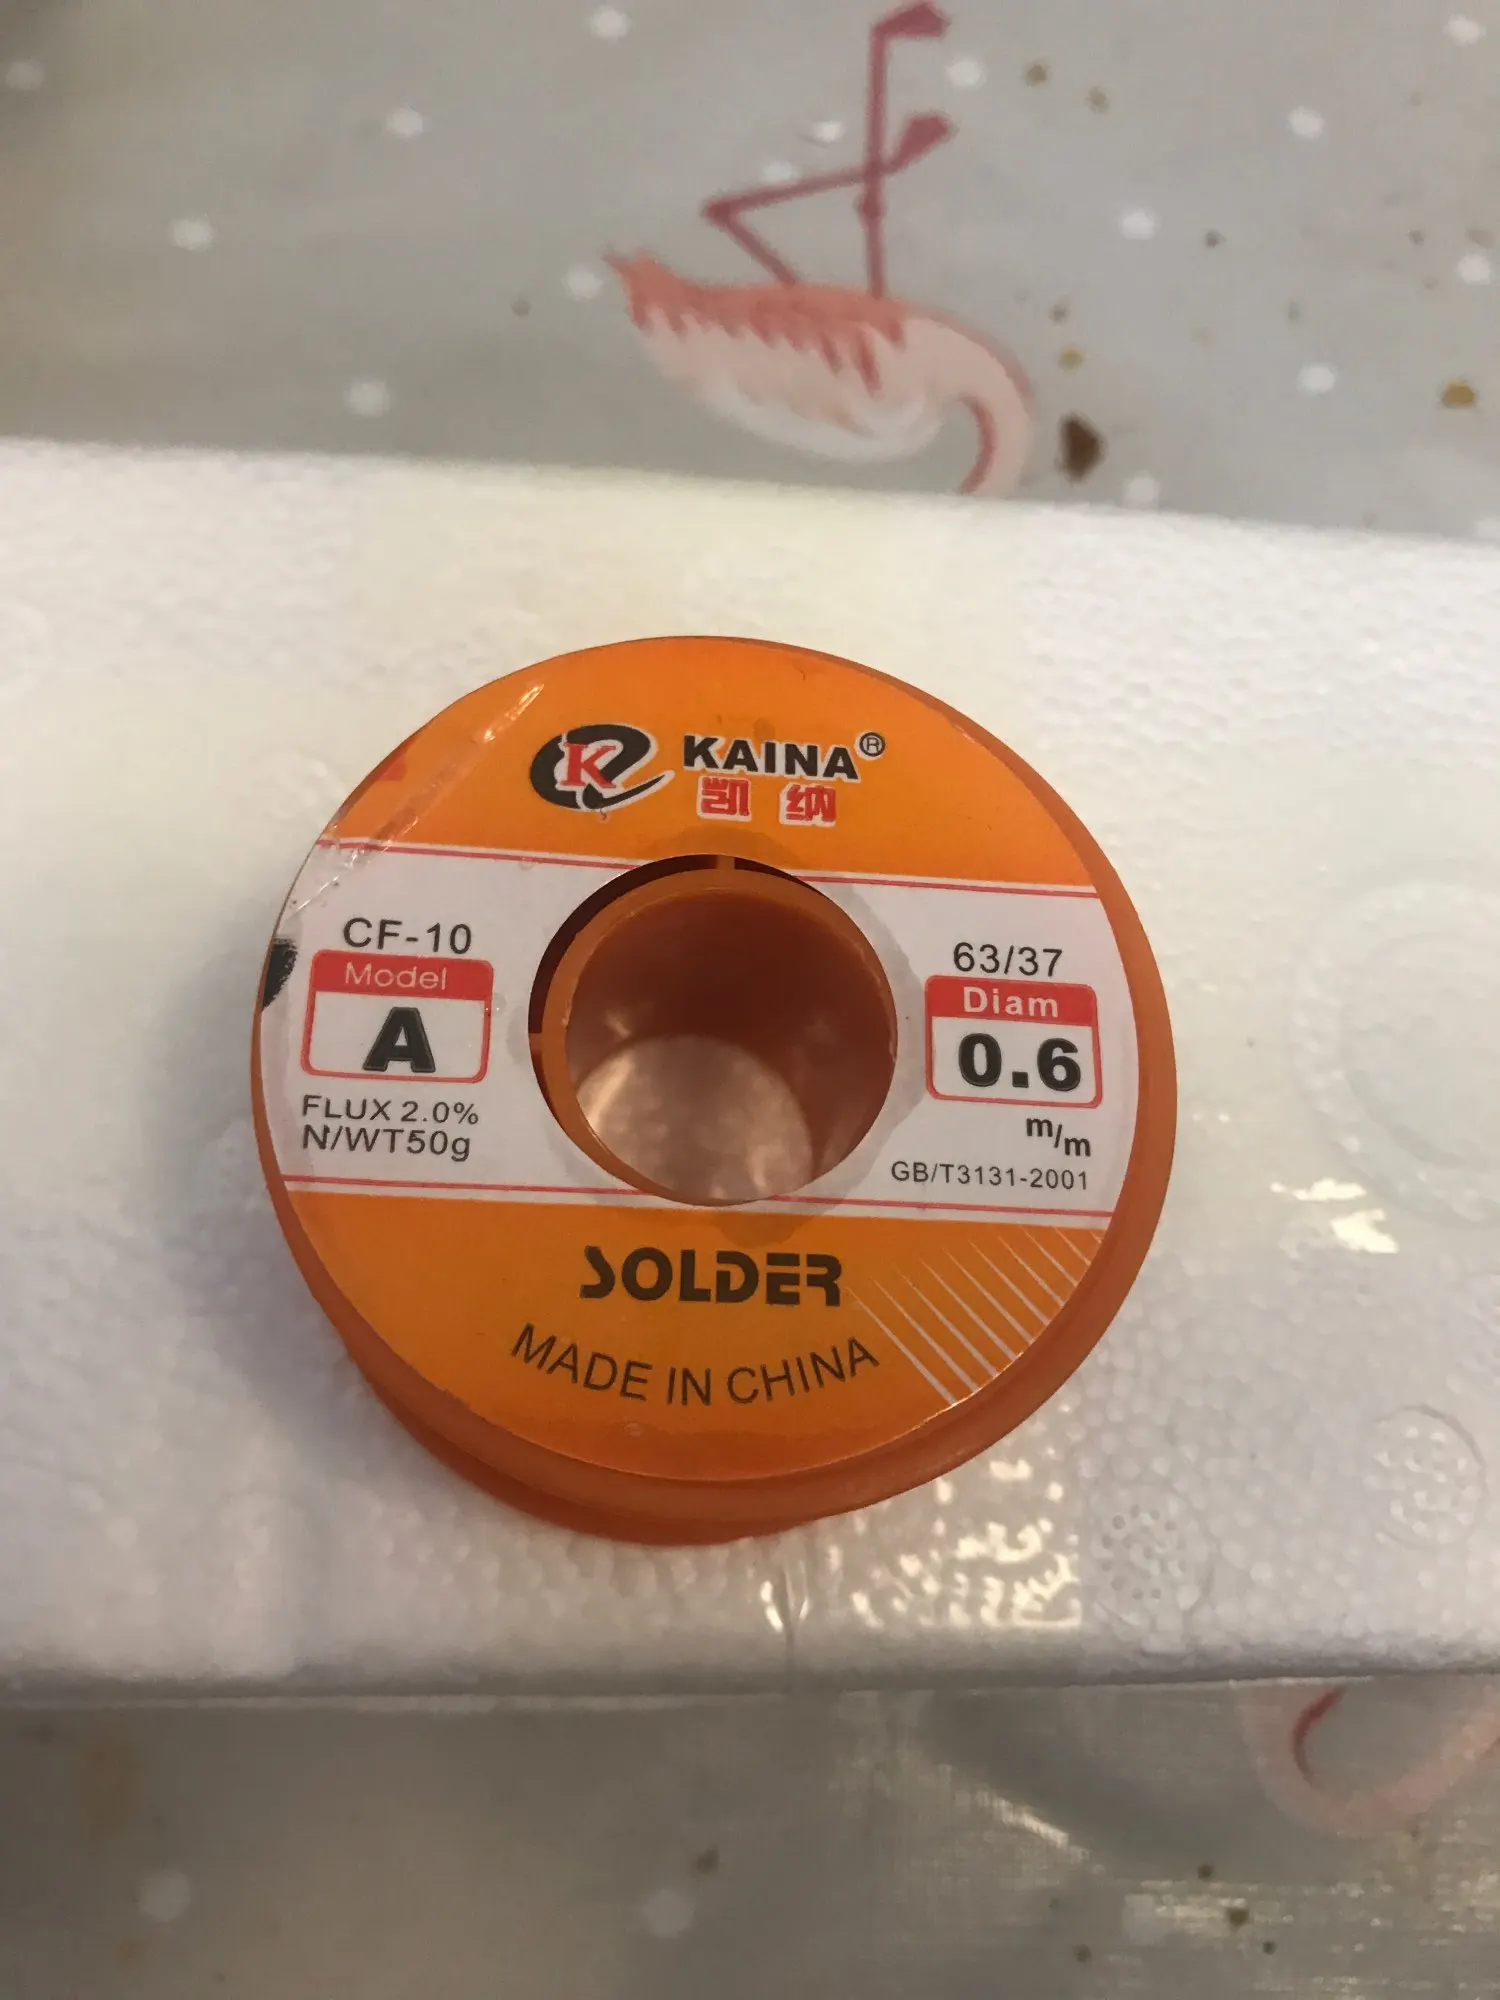 K
KAINA®
凯纳
CF-10
Model
A
FLUX 2.0%
N/WT50g
63/37
Diam
0.6
m/m
GB/T3131-2001
SOLDER
MADE IN CHINA